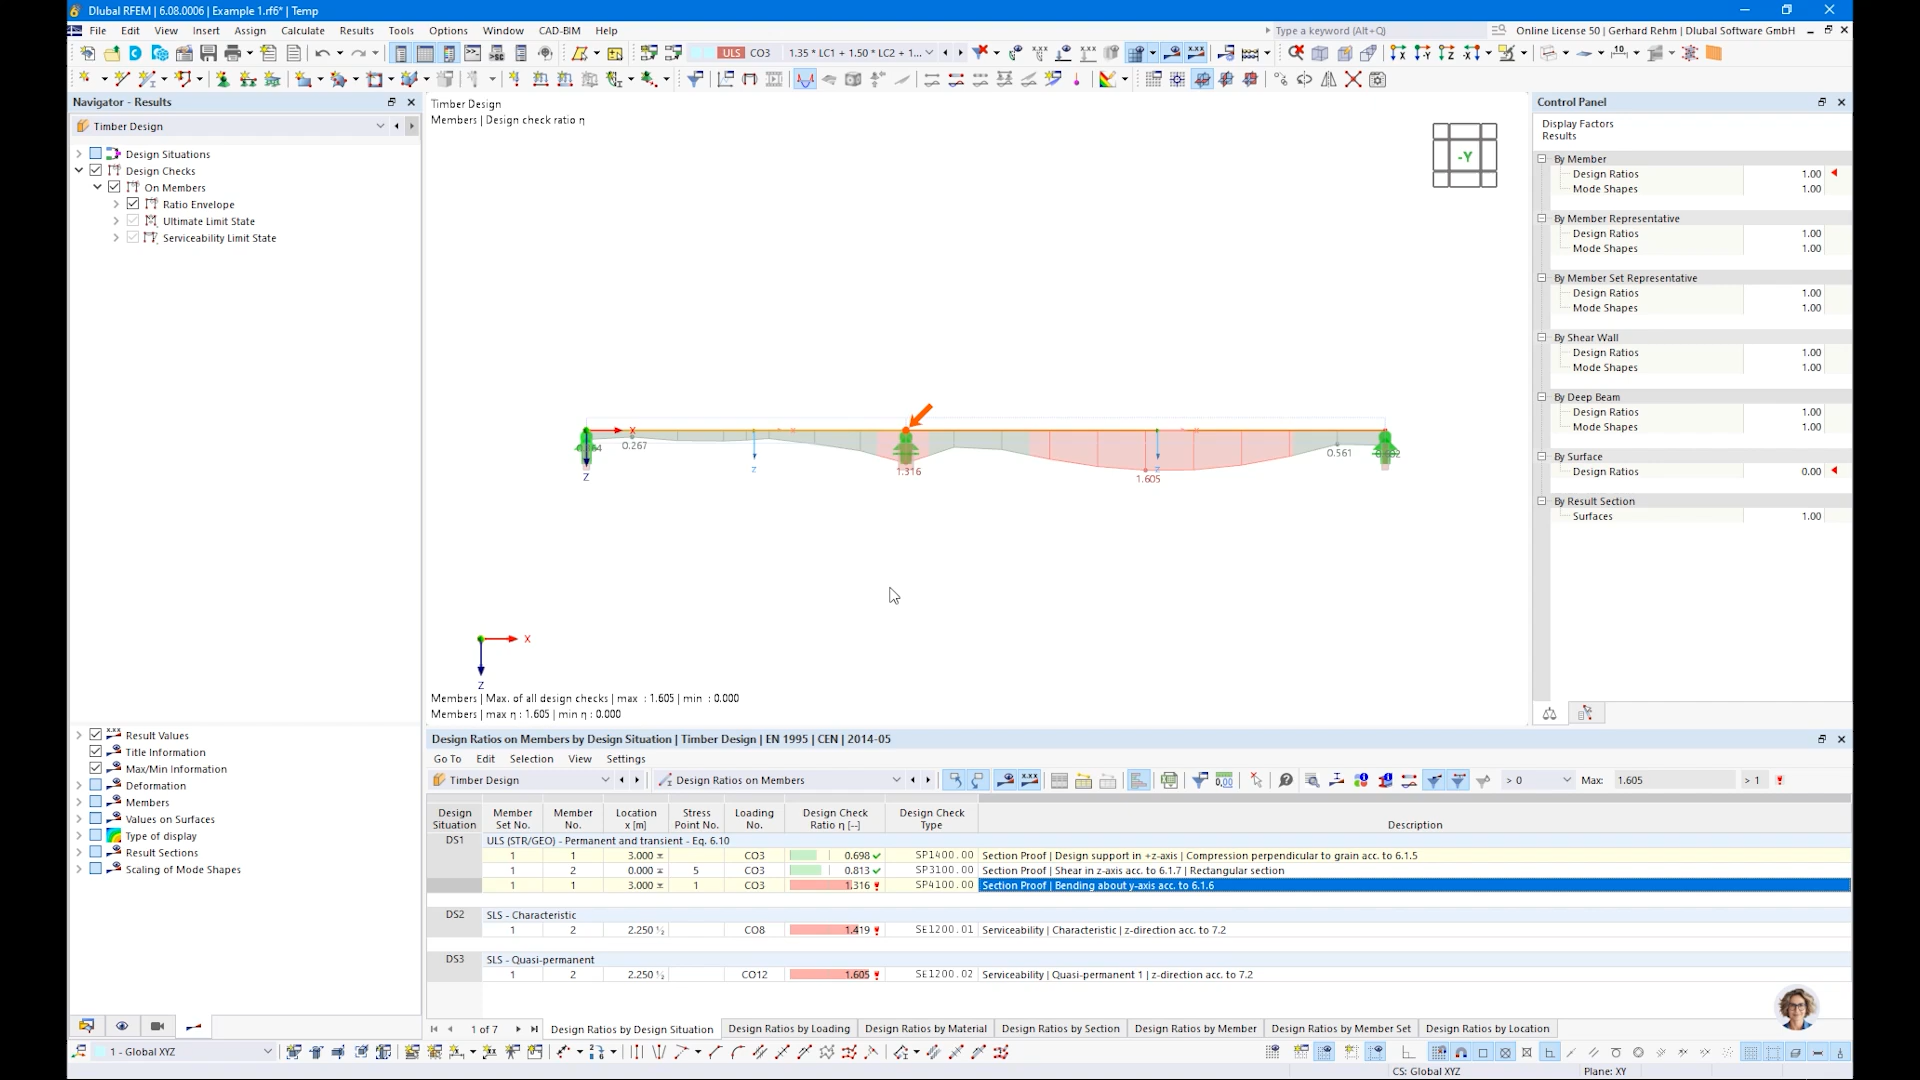 Dlubal RFEM | 6.08.0006 | Example 1.rf6* | Temp
File Edit View Insert Assign Calculate Results Tools Options Window CAD-BIM Help
Type a keyword (Alt+Q)
Online License 50 | Gerhard Rehm | Dlubal Software GmbH
ULS CO3 1.35 * LC1 + 1.50 * LC2 + 1...
Navigator - Results
Timber Design
Design Situations
Design Checks
On Members
Ratio Envelope
Ultimate Limit State
Serviceability Limit State
Result Values
Title Information
Max/Min Information
Deformation
Members
Values on Surfaces
Type of display
Result Sections
Scaling of Mode Shapes
1 - Global XYZ
Timber Design
Members | Design check ratio η
-Y
X
0.267
Z
Z
1.316
Z
1.605
0.561
X
Z
Members | Max. of all design checks | max : 1.605 | min : 0.000
Members | max η : 1.605 | min η : 0.000
Control Panel
Display Factors
Results
By Member
Design Ratios 1.00
Mode Shapes 1.00
By Member Representative
Design Ratios 1.00
Mode Shapes 1.00
By Member Set Representative
Design Ratios 1.00
Mode Shapes 1.00
By Shear Wall
Design Ratios 1.00
Mode Shapes 1.00
By Deep Beam
Design Ratios 1.00
Mode Shapes 1.00
By Surface
Design Ratios 0.00
By Result Section
Surfaces 1.00
Design Ratios on Members by Design Situation | Timber Design | EN 1995 | CEN | 2014-05
Go To Edit Selection View Settings
Timber Design Design Ratios on Members > 0 Max: 1.605 > 1
Design Situation Member Set No. Member No. Location x [m] Stress Point No. Loading No. Design Check Ratio η [--] Design Check Type Description
DS1 ULS (STR/GEO) - Permanent and transient - Eq. 6.10
1 1 3.000 CO3 0.698 SP1400.00 Section Proof | Design support in +z-axis | Compression perpendicular to grain acc. to 6.1.5
1 2 0.000 5 CO3 0.813 SP3100.00 Section Proof | Shear in z-axis acc. to 6.1.7 | Rectangular section
1 1 3.000 1 CO3 1.316 SP4100.00 Section Proof | Bending about y-axis acc. to 6.1.6
DS2 SLS - Characteristic
1 2 2.250 ½ CO8 1.419 SE1200.01 Serviceability | Characteristic | z-direction acc. to 7.2
DS3 SLS - Quasi-permanent
1 2 2.250 ½ CO12 1.605 SE1200.02 Serviceability | Quasi-permanent 1 | z-direction acc. to 7.2
1 of 7 Design Ratios by Design Situation Design Ratios by Loading Design Ratios by Material Design Ratios by Section Design Ratios by Member Design Ratios by Member Set Design Ratios by Location
CS: Global XYZ Plane: XY